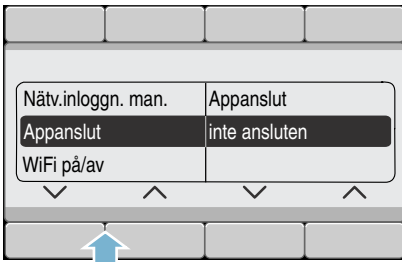 Nätv.inloggn. man. Appanslut
Appanslut inte ansluten
WiFi på/av